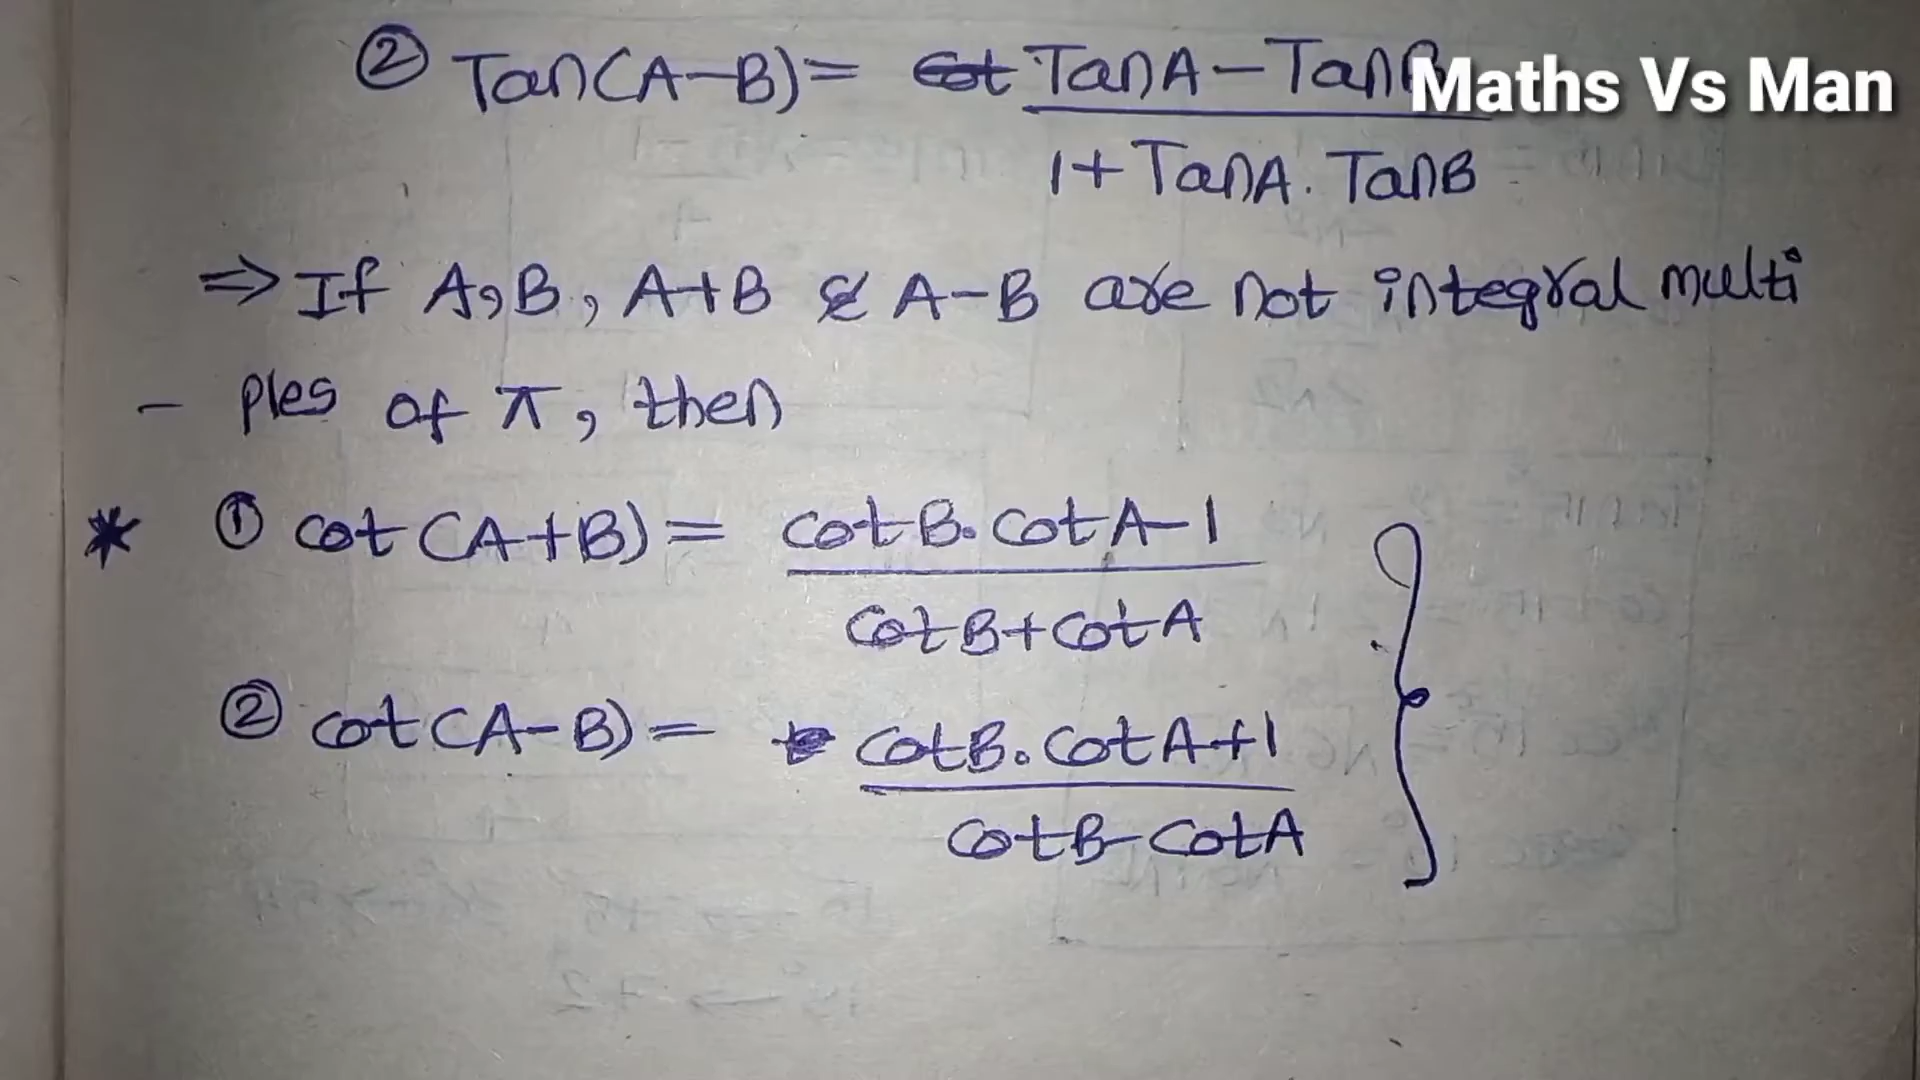 ② Tan(A-B) = TanA - TanB
Maths Vs Man
1 + TanA. TanB
⇒ If A, B, A+B & A-B are not integral multi
- ples of π, then
* ① cot (A+B) = cotB. cotA-1
cotB+cotA
② cot(A-B) = cotB. cotA+1
cotB-cotA